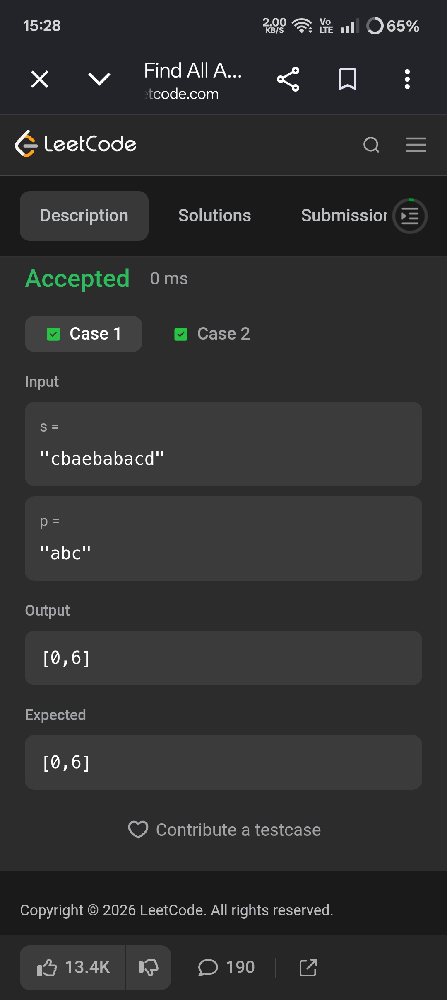 15:28
2.00
KB/S
Vo
LTE
65%
Find All A...
etcode.com
LeetCode
Description
Solutions
Submission
Accepted
0 ms
Case 1
Case 2
Input
s =
"cbaebabacd"
p =
"abc"
Output
[0,6]
Expected
[0,6]
Contribute a testcase
Copyright © 2026 LeetCode. All rights reserved.
13.4K
190